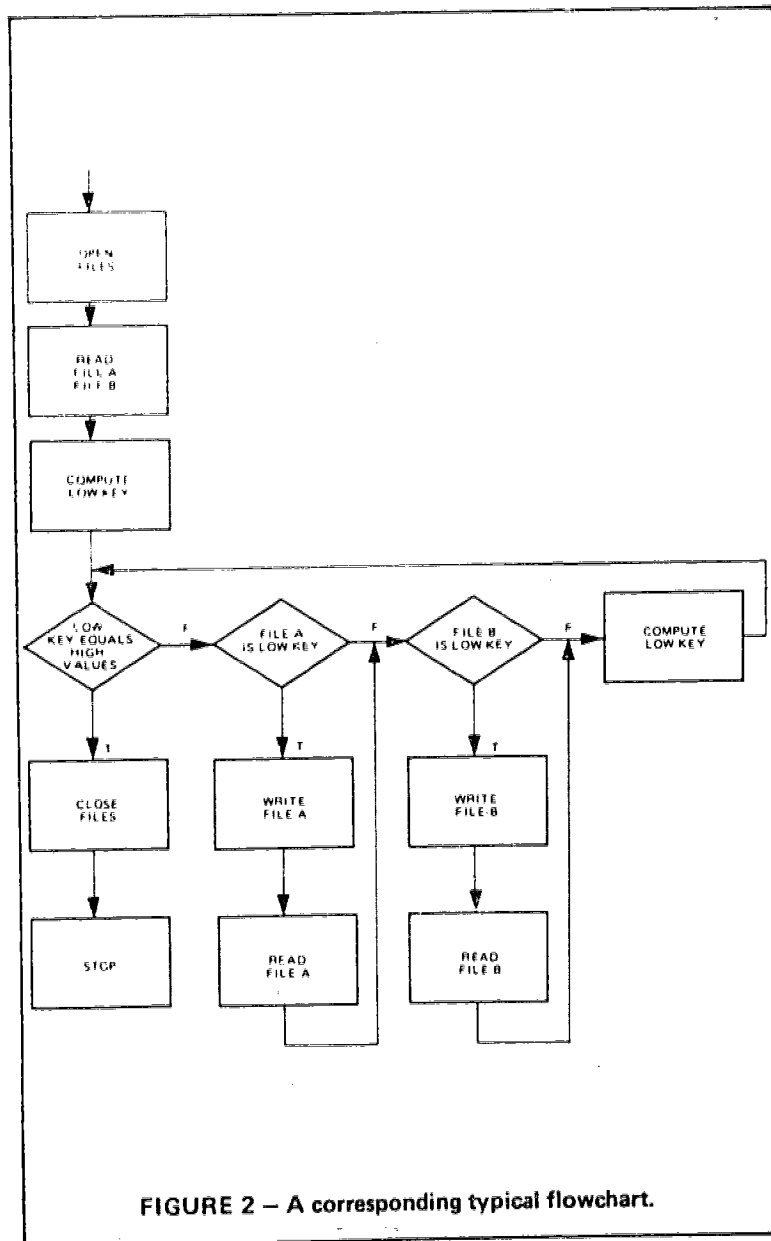 OPEN
FILES
READ
FILE A
FILE B
COMPUTE
LOW KEY
LOW
KEY EQUALS
HIGH
VALUES
F
FILE A
IS LOW KEY
F
FILE B
IS LOW KEY
F
COMPUTE
LOW KEY
T
T
T
CLOSE
FILES
WRITE
FILE A
WRITE
FILE-B
STOP
READ
FILE A
READ
FILE B
FIGURE 2 – A corresponding typical flowchart.